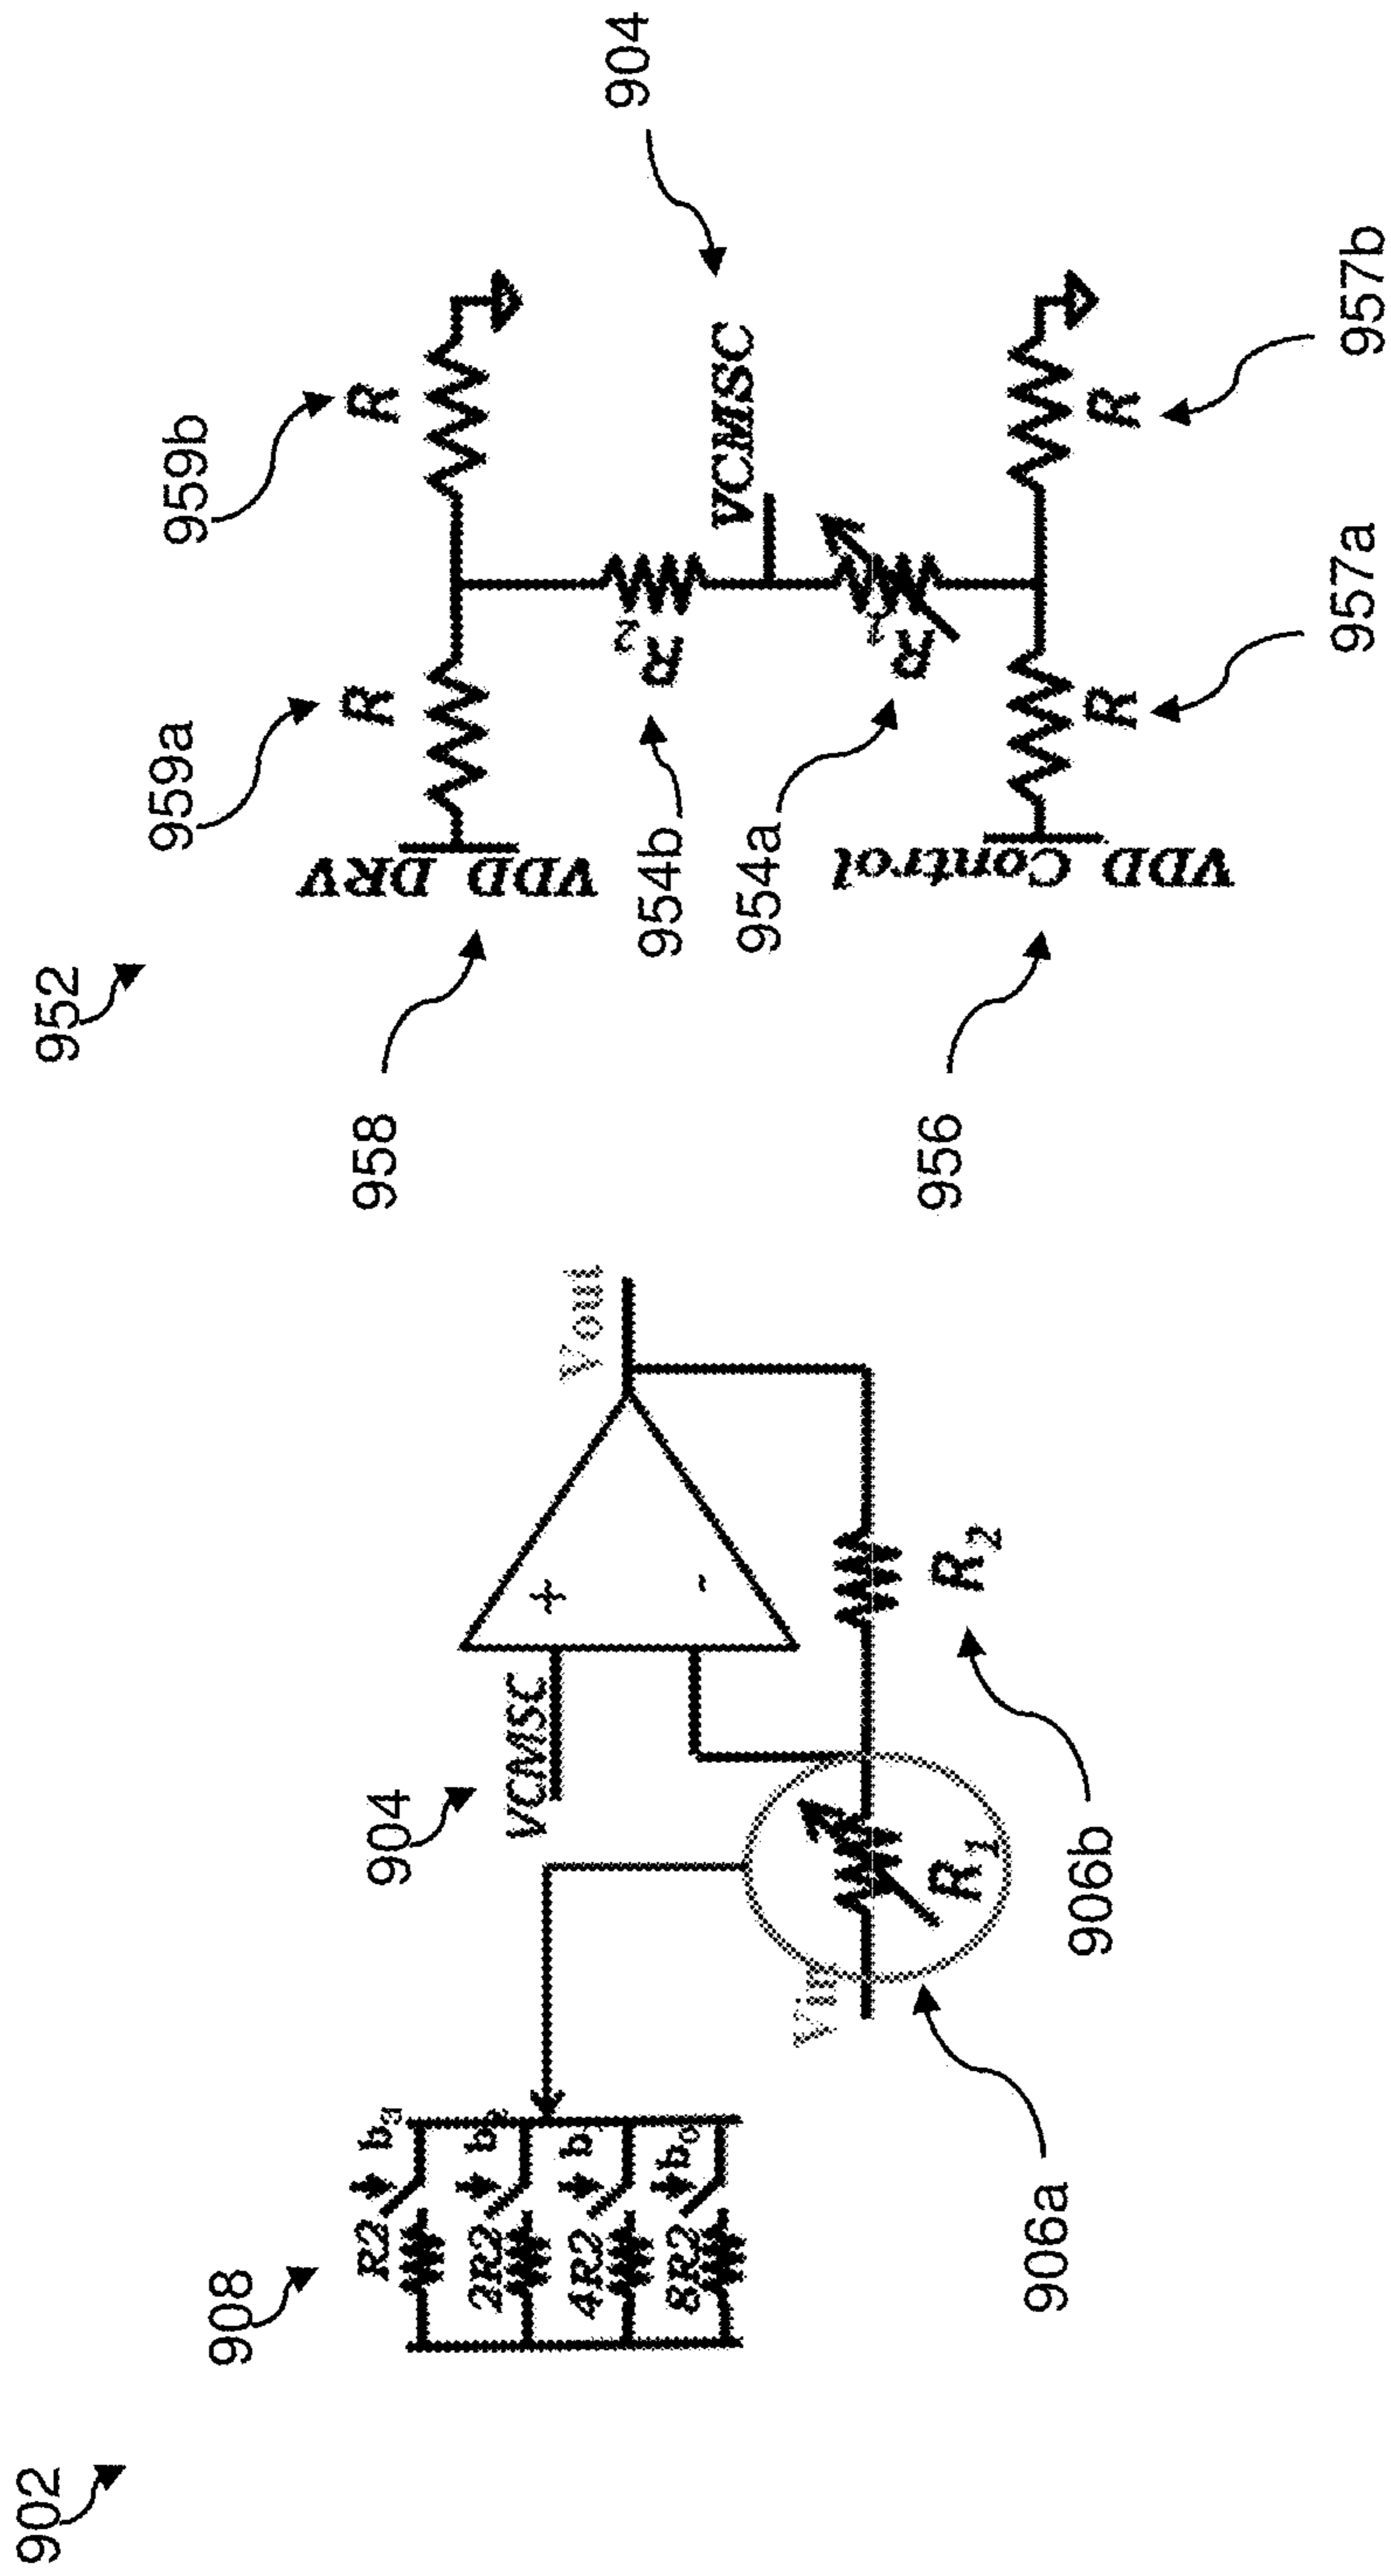 902
908
R2
b3
2R2
b2
4R2
b1
8R2
b0
904
VCMSC
+
-
Vout
Vin
R1
R2
906a
906b
952
958
VDD_DRV
959a
R
959b
R
954b
R2
954a
R1
VCMSC
904
956
VDD_Control
R
957a
R
957b